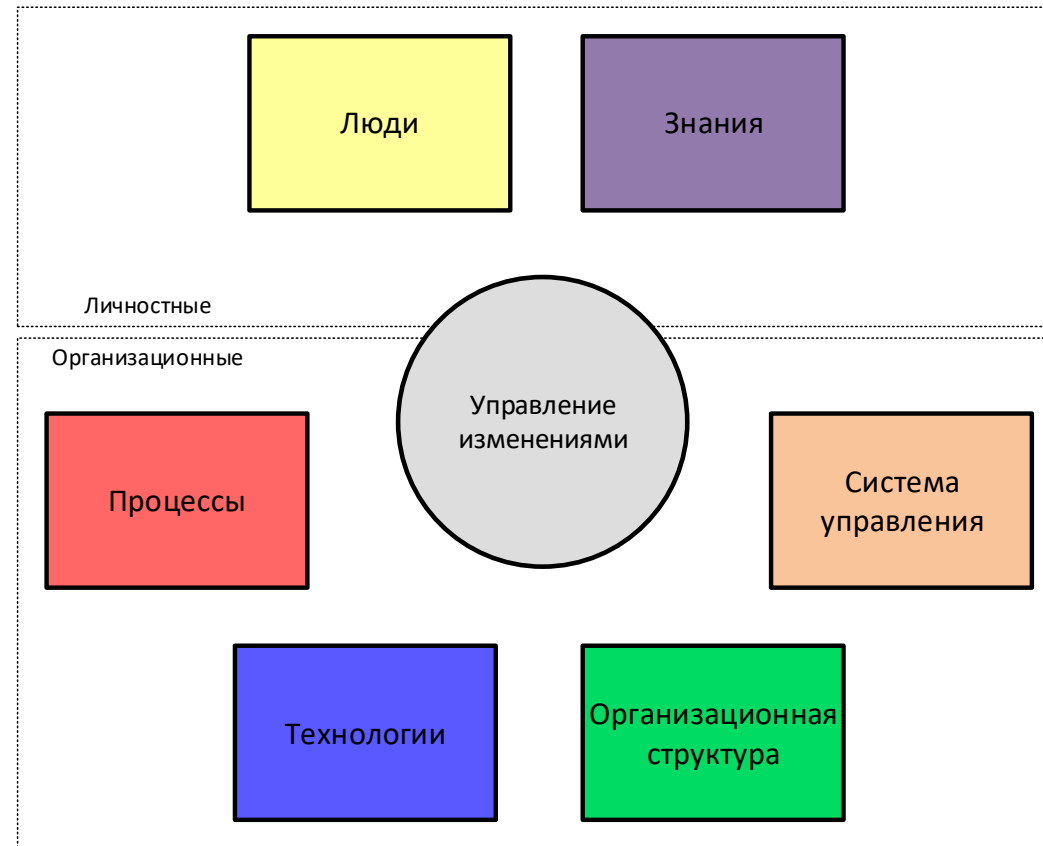 Люди
Знания
Личностные
Организационные
Управление
изменениями
Процессы
Система
управления
Технологии
Организационная
структура